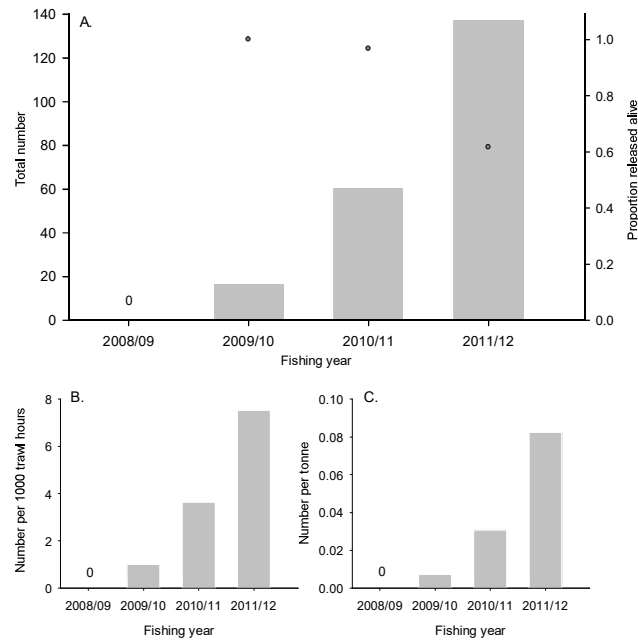 A.
140
120
100
80
60
40
20
0
Total number
0
1.0
0.8
0.6
0.4
0.2
0.0
Proportion released alive
2008/09 2009/10 2010/11 2011/12
Fishing year
B.
8
6
4
2
0
Number per 1000 trawl hours
0
2008/09 2009/10 2010/11 2011/12
Fishing year
C.
0.10
0.08
0.06
0.04
0.02
0.00
Number per tonne
0
2008/09 2009/10 2010/11 2011/12
Fishing year